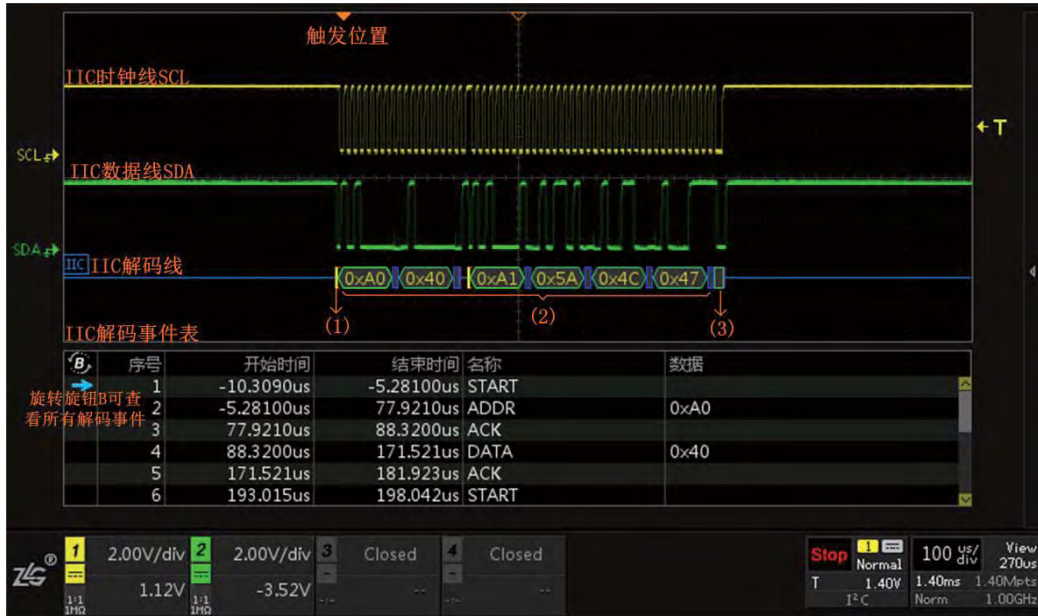 触发位置
IIC时钟线SCL
T
SCL
IIC数据线SDA
SDA
IIC IIC解码线
0xA0 0x40 0xA1 0x5A 0x4C 0x47
(1) (2) (3)
IIC解码事件表
B 序号 开始时间 结束时间 名称 数据
1 -10.3090us -5.28100us START
旋转旋钮B可查
看所有解码事件
2 -5.28100us 77.9210us ADDR 0xA0
3 77.9210us 88.3200us ACK
4 88.3200us 171.521us DATA 0x40
5 171.521us 181.923us ACK
6 193.015us 198.042us START
ZLG®
1 2.00V/div 2 2.00V/div 3 Closed 4 Closed
1.12V -3.52V -- --
1:1 1:1
1MΩ 1MΩ
Stop 1 Normal 100 us/div View 270us
T 1.40V 1.40ms 1.40Mpts
I²C Norm 1.00GHz